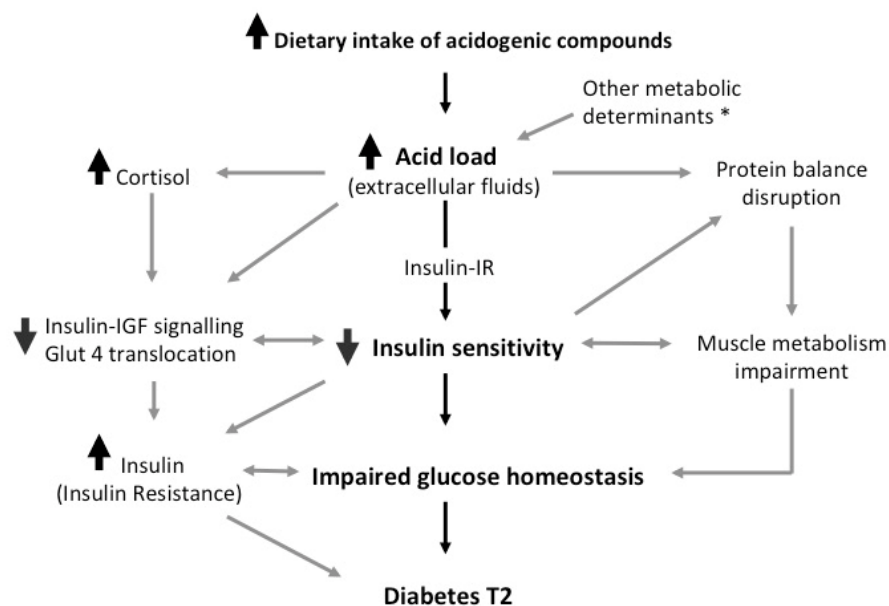 Dietary intake of acidogenic compounds
Other metabolic
determinants *
Acid load
(extracellular fluids)
Cortisol
Protein balance
disruption
Insulin-IR
Insulin-IGF signalling
Glut 4 translocation
Insulin sensitivity
Muscle metabolism
impairment
Insulin
(Insulin Resistance)
Impaired glucose homeostasis
Diabetes T2